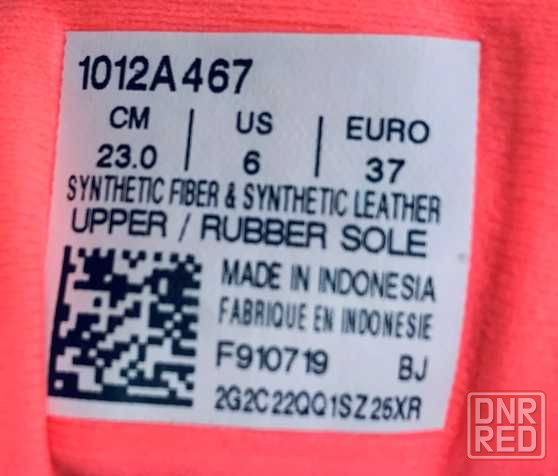 1012A467
CM | US | EURO
23.0 | 6 | 37
SYNTHETIC FIBER & SYNTHETIC LEATHER
UPPER / RUBBER SOLE
MADE IN INDONESIA
FABRIQUE EN INDONESIE
F910719 BJ
2G2C22QQ1SZ25XR
DNR
RED